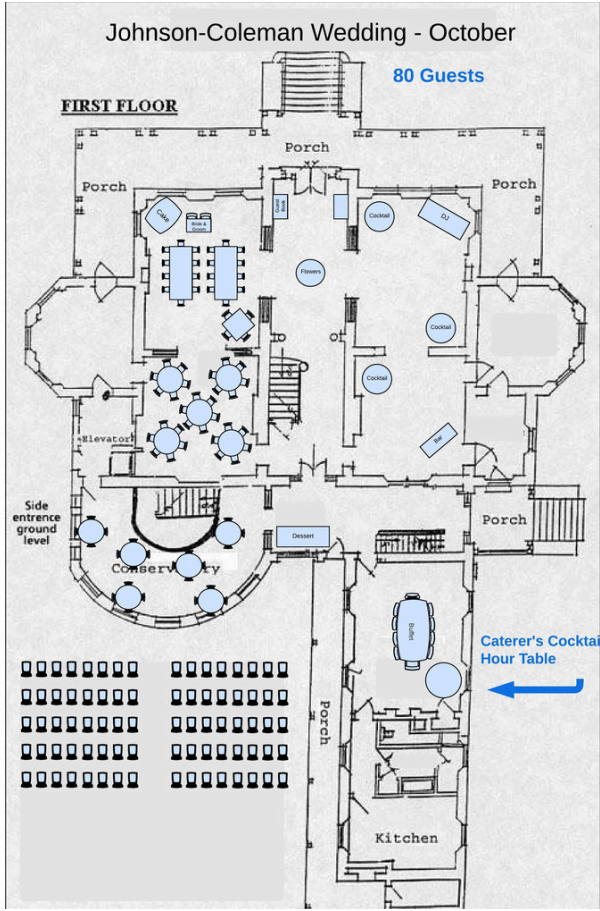 Johnson-Coleman Wedding - October
80 Guests
FIRST FLOOR
Porch
Porch
Porch
Cake
Bride &
Groom
Guest
Book
Cocktail
DJ
Flowers
Cocktail
Cocktail
Elevator
Bar
Side
entrence
ground
level
Dessert
Porch
Conservatory
Buffet
Caterer's Cocktai
Hour Table
Porch
Kitchen